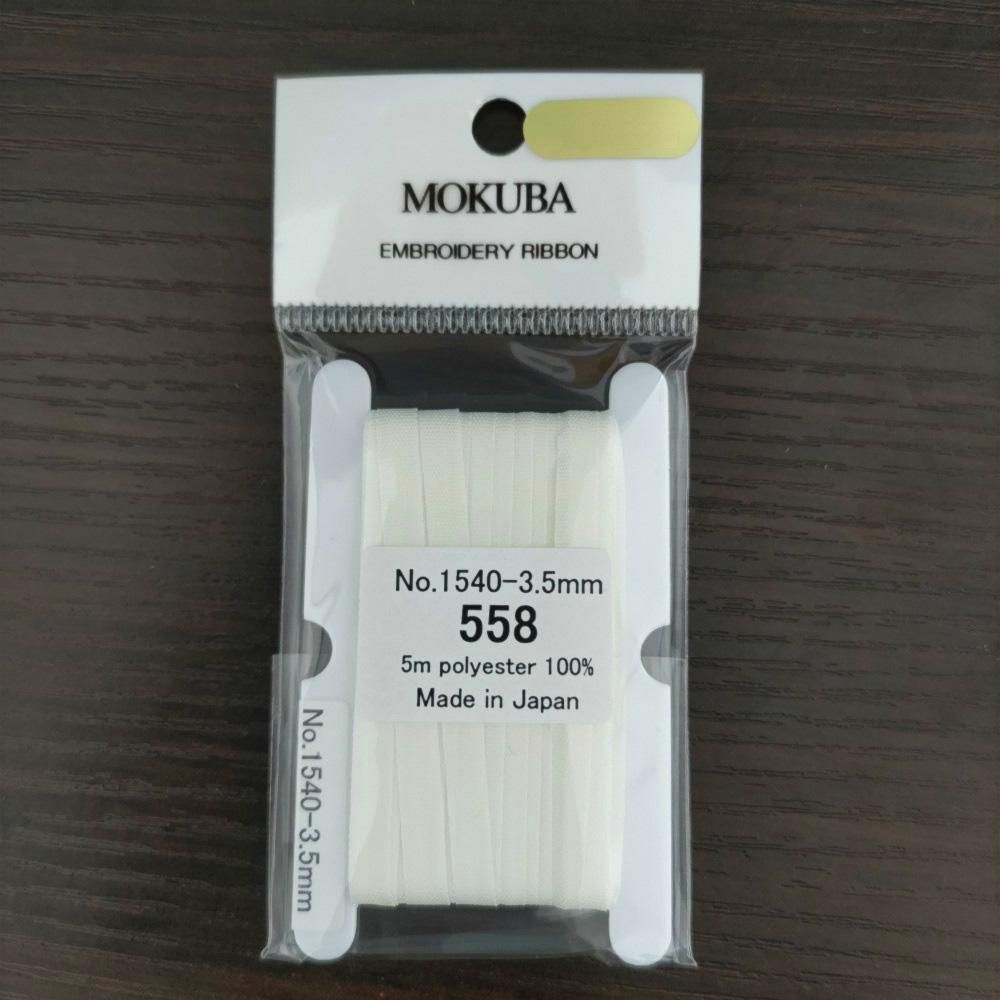 MOKUBA
EMBROIDERY RIBBON
No.1540-3.5mm
558
5m polyester 100%
Made in Japan
No.1540-3.5mm